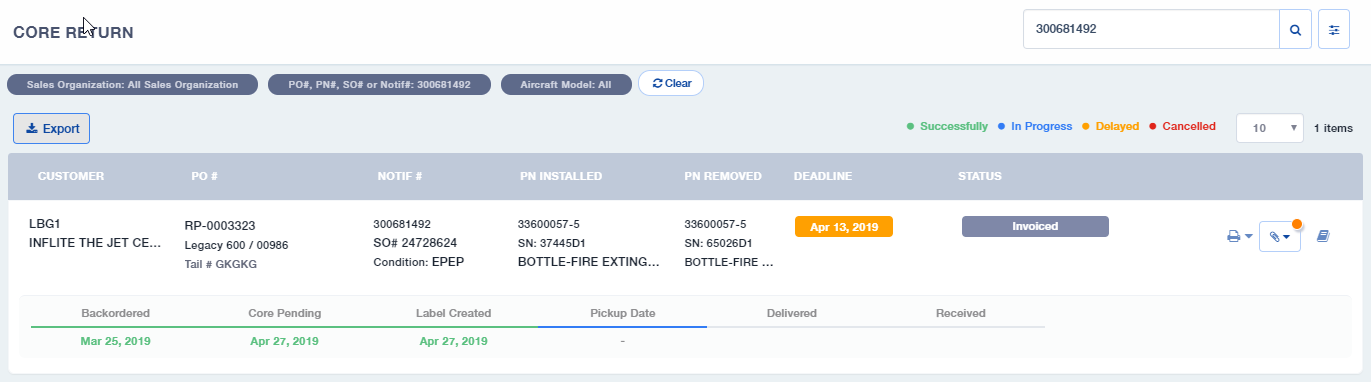 CORE RETURN
300681492
Sales Organization: All Sales Organization
PO#, PN#, SO# or Notif#: 300681492
Aircraft Model: All
Clear
Export
Successfully
In Progress
Delayed
Cancelled
10
1 items
CUSTOMER
PO #
NOTIF #
PN INSTALLED
PN REMOVED
DEADLINE
STATUS
LBG1
INFLITE THE JET CE...
RP-0003323
Legacy 600 / 00986
Tail # GKGKG
300681492
SO# 24728624
Condition: EPEP
33600057-5
SN: 37445D1
BOTTLE-FIRE EXTING...
33600057-5
SN: 65026D1
BOTTLE-FIRE ...
Apr 13, 2019
Invoiced
Backordered
Core Pending
Label Created
Pickup Date
Delivered
Received
Mar 25, 2019
Apr 27, 2019
Apr 27, 2019
-